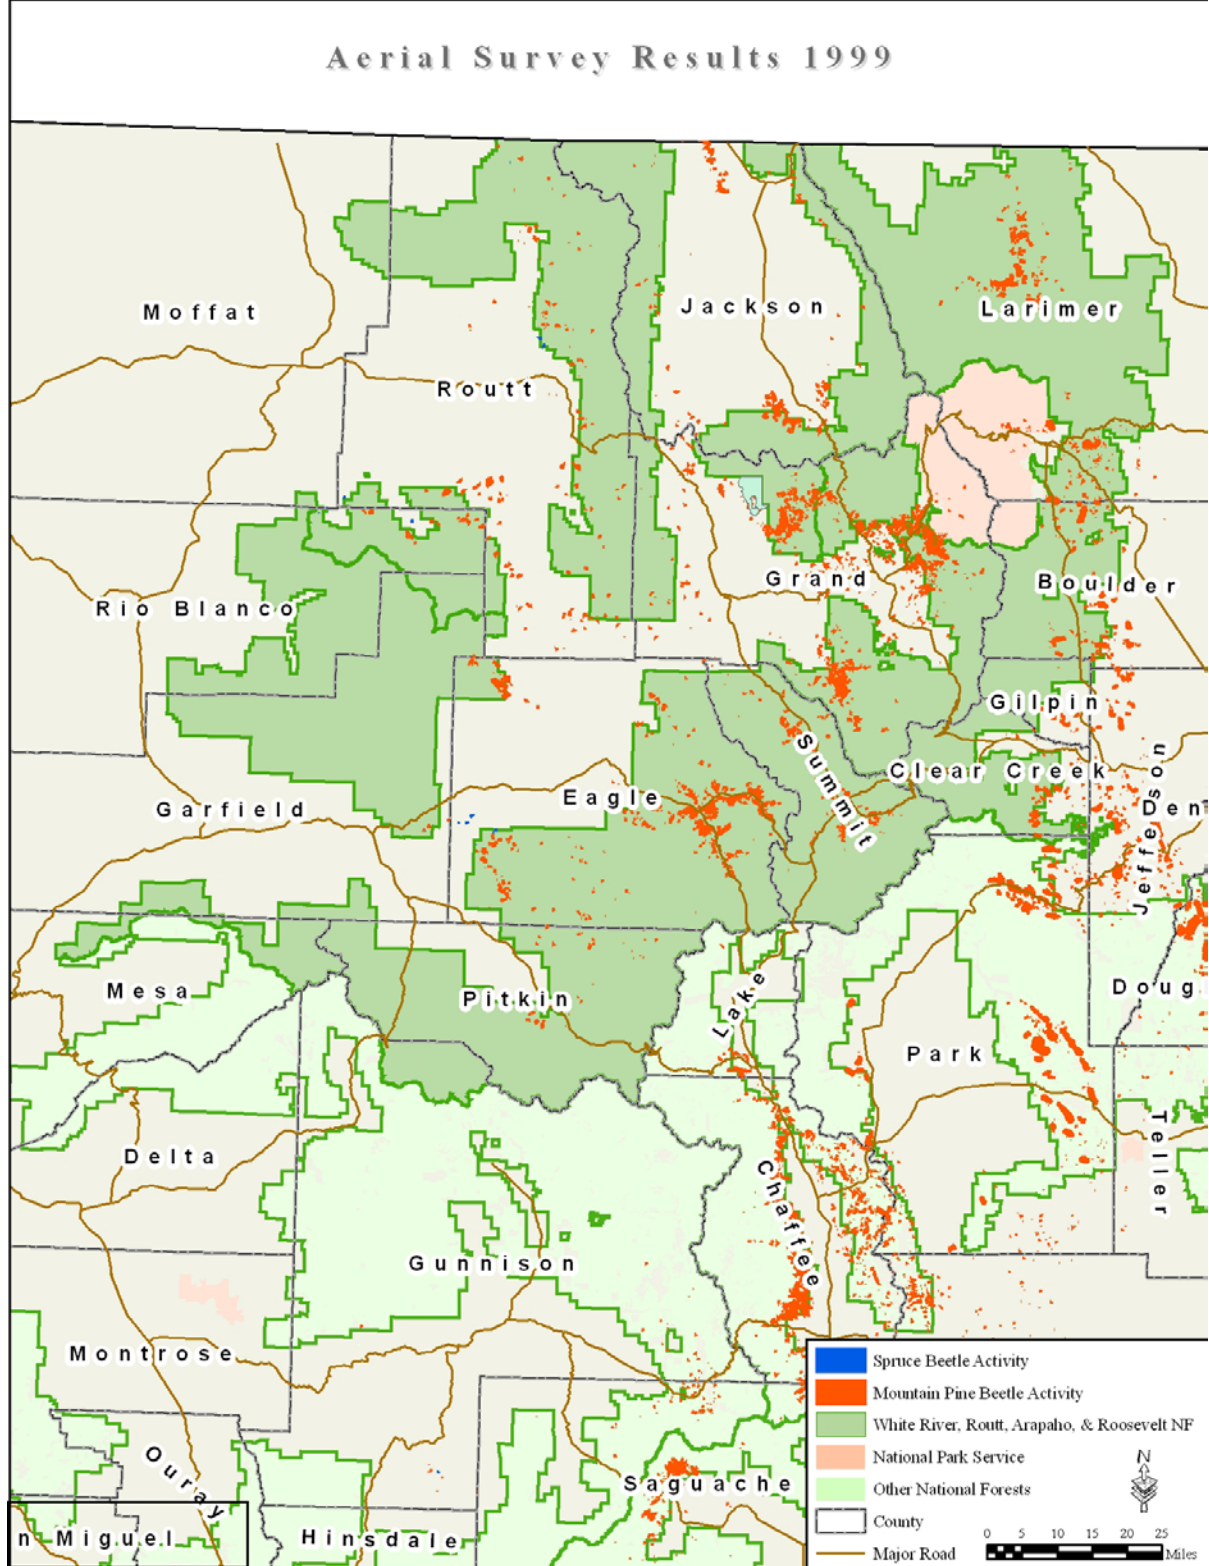 Aerial Survey Results 1999
Moffat
Jackson
Larimer
Routt
Grand
Boulder
Rio Blanco
Gilpin
Summit
Clear Creek
Eagle
Garfield
Den
Jefferson
Mesa
Pitkin
Lake
Doug
Park
Delta
Teller
Chaffee
Gunnison
Montrose
Ouray
Saguache
n Miguel
Hinsdale
Spruce Beetle Activity
Mountain Pine Beetle Activity
White River, Routt, Arapaho, & Roosevelt NF
National Park Service
Other National Forests
County
Major Road
N
0 5 10 15 20 25
Miles